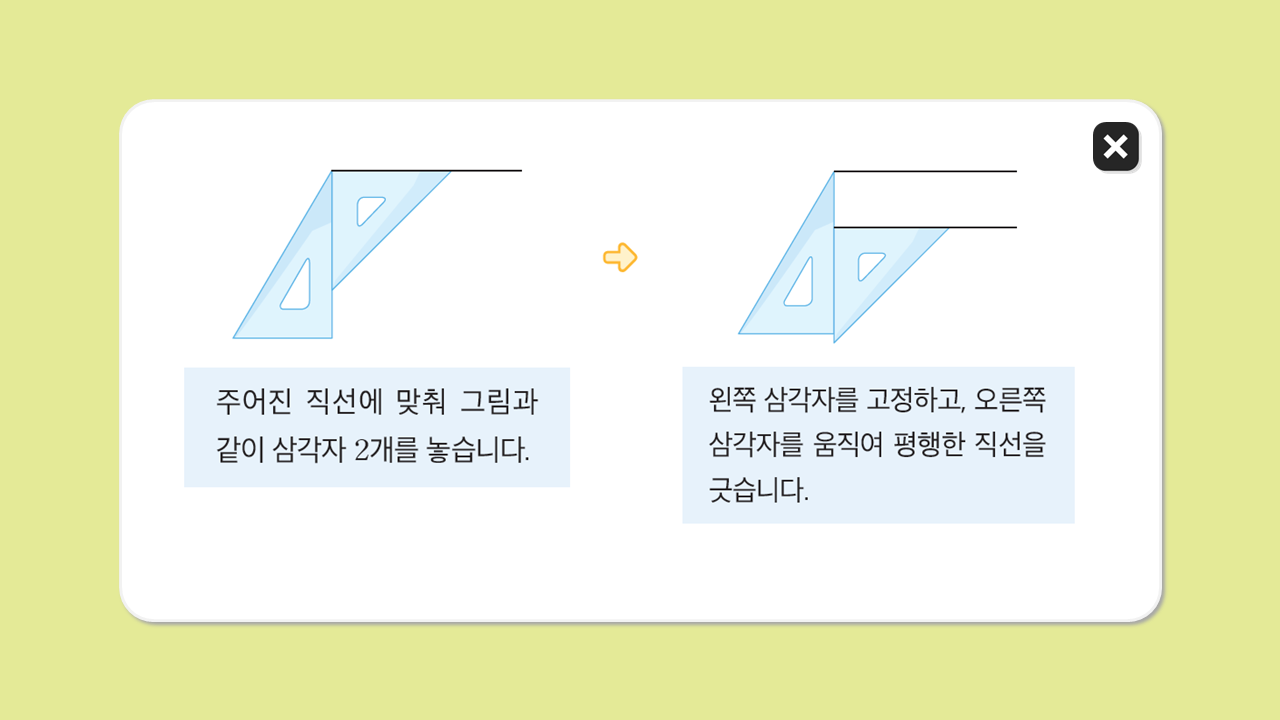 주어진 직선에 맞춰 그림과
같이 삼각자 2개를 놓습니다.
왼쪽 삼각자를 고정하고, 오른쪽
삼각자를 움직여 평행한 직선을
긋습니다.